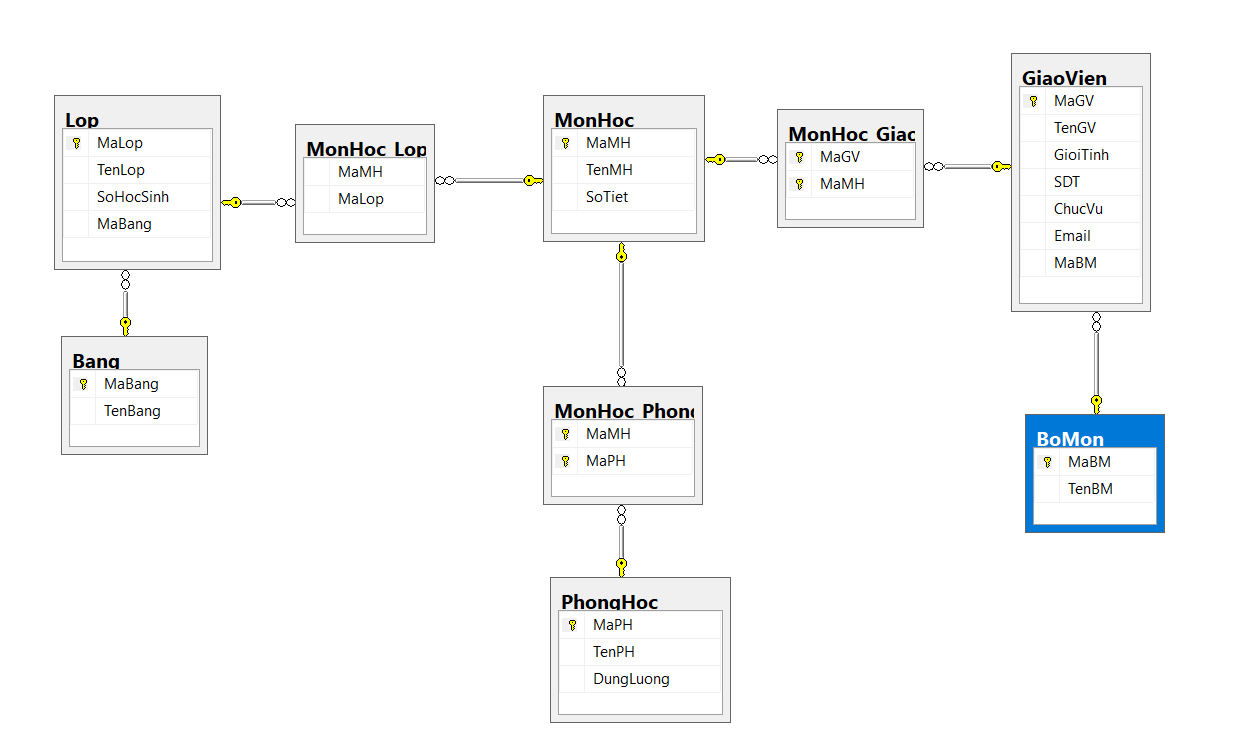 Lop
MaLop
TenLop
SoHocSinh
MaBang
MonHoc_Lop
MaMH
MaLop
MonHoc
MaMH
TenMH
SoTiet
MonHoc_Giac
MaGV
MaMH
GiaoVien
MaGV
TenGV
GioiTinh
SDT
ChucVu
Email
MaBM
Bang
MaBang
TenBang
MonHoc_Phon
MaMH
MaPH
BoMon
MaBM
TenBM
PhongHoc
MaPH
TenPH
DungLuong